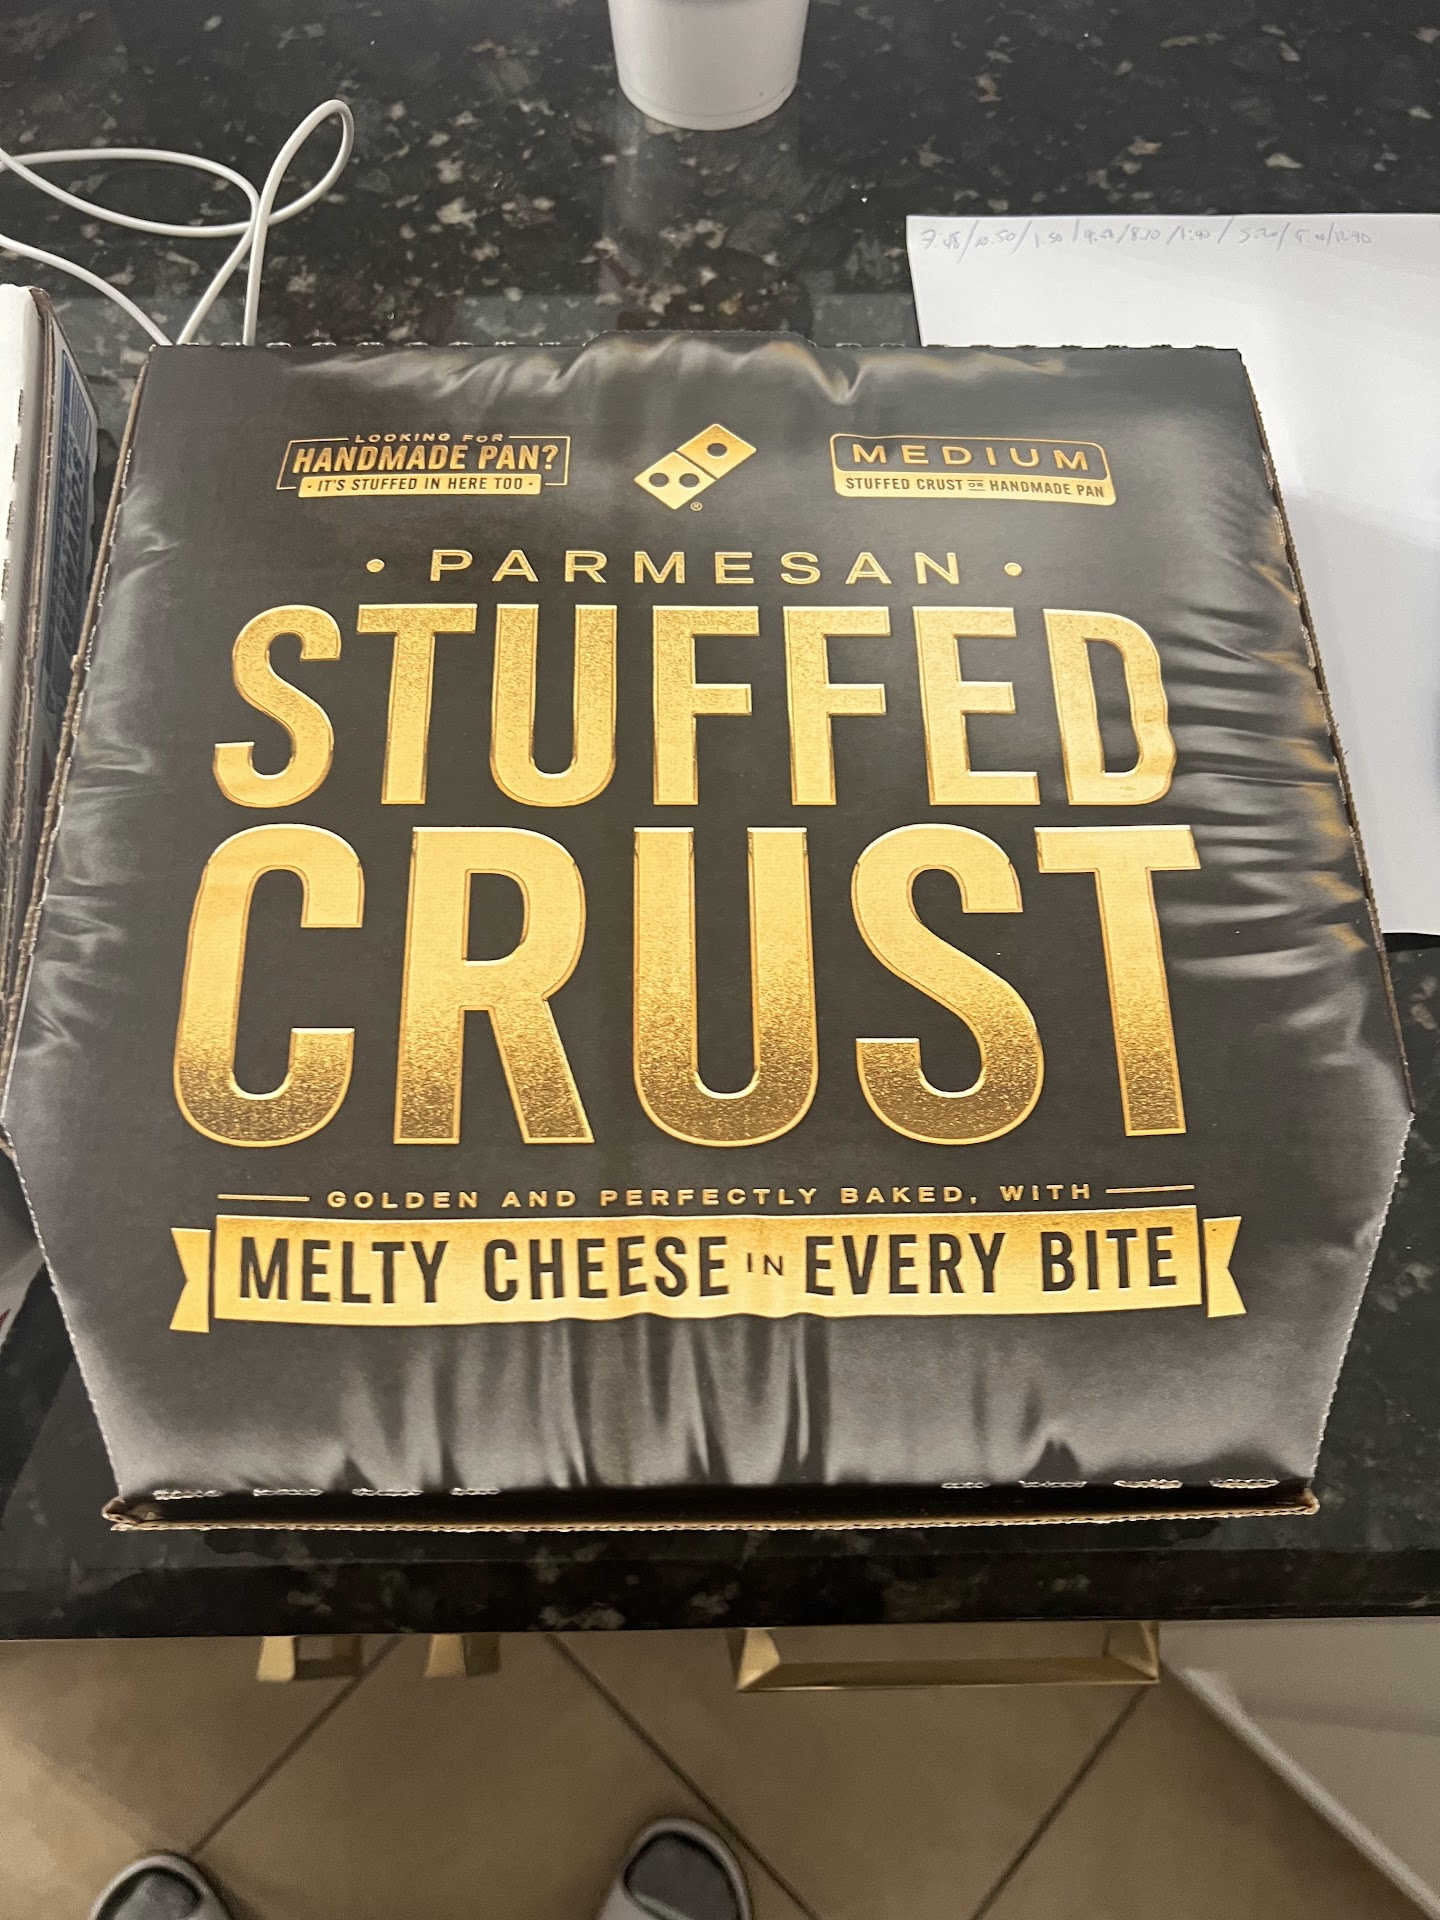 LOOKING FOR
HANDMADE PAN?
• IT'S STUFFED IN HERE TOO •
®
MEDIUM
STUFFED CRUST OR HANDMADE PAN
• PARMESAN •
STUFFED
CRUST
GOLDEN AND PERFECTLY BAKED, WITH
MELTY CHEESE IN EVERY BITE